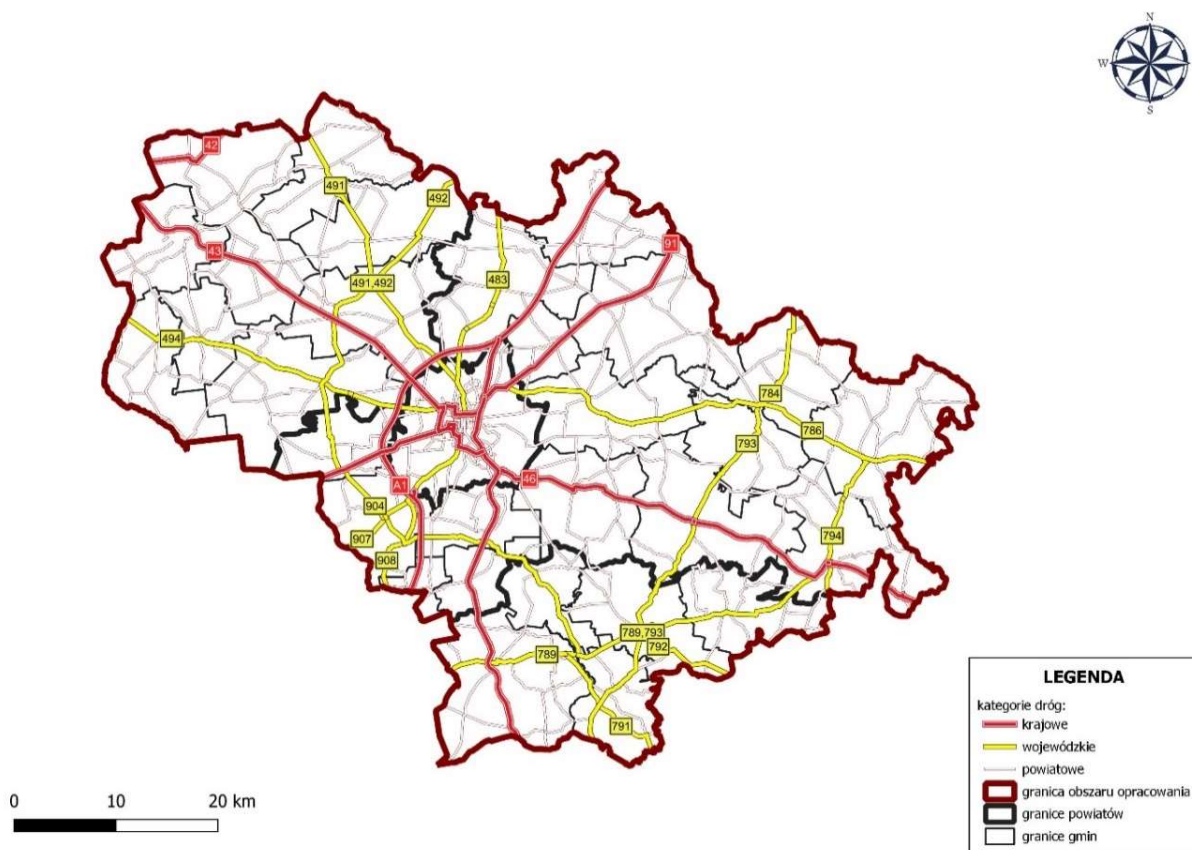 N
W
E
S
42
491
492
43
91
483
491,492
494
784
786
793
46
A1
904
794
907
908
789,793
792
789
791
LEGENDA
kategorie dróg:
krajowe
wojewódzkie
powiatowe
granica obszaru opracowania
granice powiatów
granice gmin
0 10 20 km